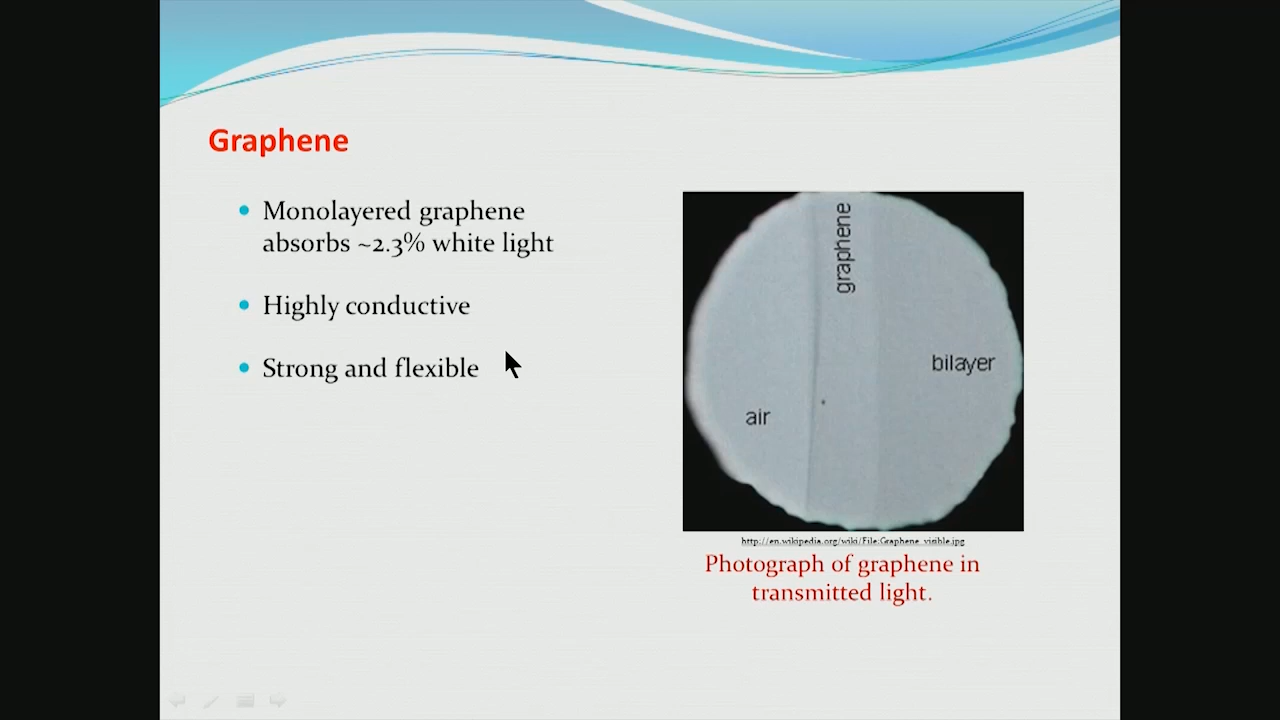 Graphene
Monolayered graphene
absorbs ~2.3% white light
Highly conductive
Strong and flexible
graphene
bilayer
air
http://en.wikipedia.org/wiki/File:Graphene_visible.jpg
Photograph of graphene in
transmitted light.